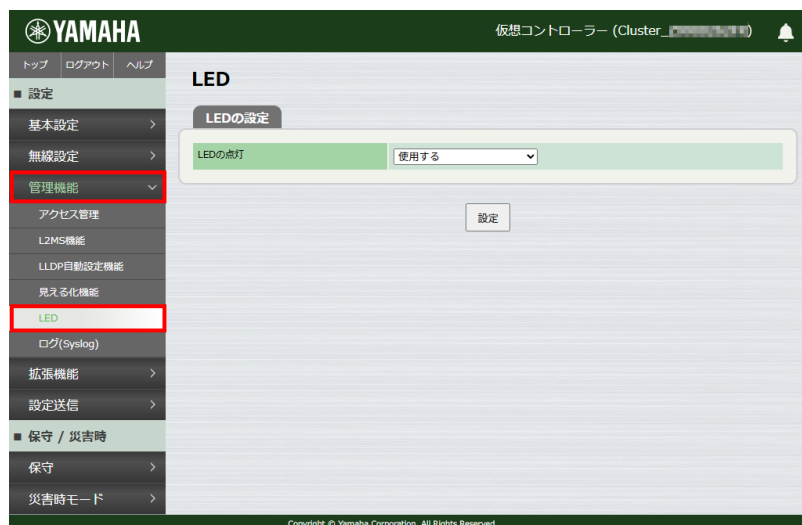 YAMAHA
仮想コントローラー (Cluster_)
トップ ログアウト ヘルプ
■ 設定
基本設定
無線設定
管理機能
アクセス管理
L2MS機能
LLDP自動設定機能
見える化機能
LED
ログ(Syslog)
拡張機能
設定送信
■ 保守 / 災害時
保守
災害時モード
LED
LEDの設定
LEDの点灯 使用する
設定
Copyright © Yamaha Corporation. All Rights Reserved.